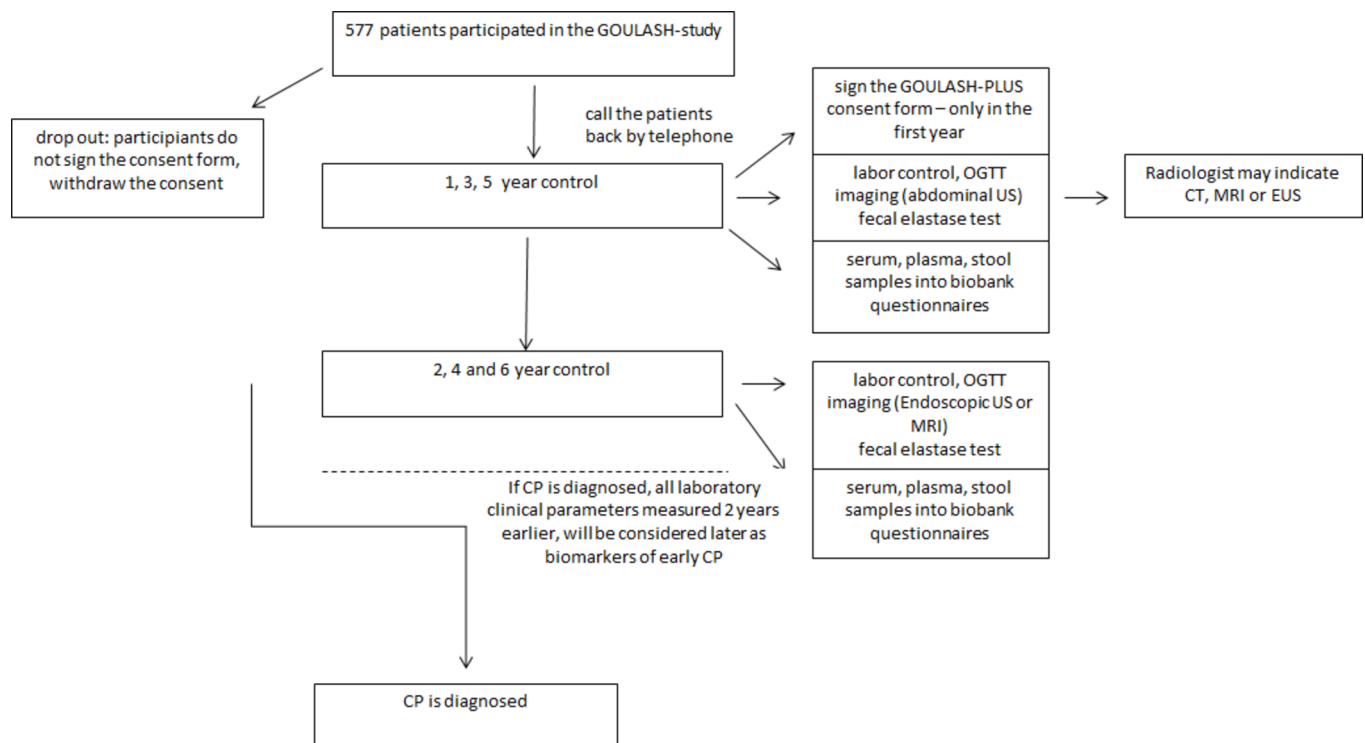 577 patients participated in the GOULASH-study
drop out: participiants do
not sign the consent form,
withdraw the consent
call the patients
back by telephone
sign the GOULASH-PLUS
consent form – only in the
first year
1, 3, 5 year control
labor control, OGTT
imaging (abdominal US)
fecal elastase test
Radiologist may indicate
CT, MRI or EUS
serum, plasma, stool
samples into biobank
questionnaires
2, 4 and 6 year control
labor control, OGTT
imaging (Endoscopic US or
MRI)
fecal elastase test
serum, plasma, stool
samples into biobank
questionnaires
If CP is diagnosed, all laboratory
clinical parameters measured 2 years
earlier, will be considered later as
biomarkers of early CP
CP is diagnosed